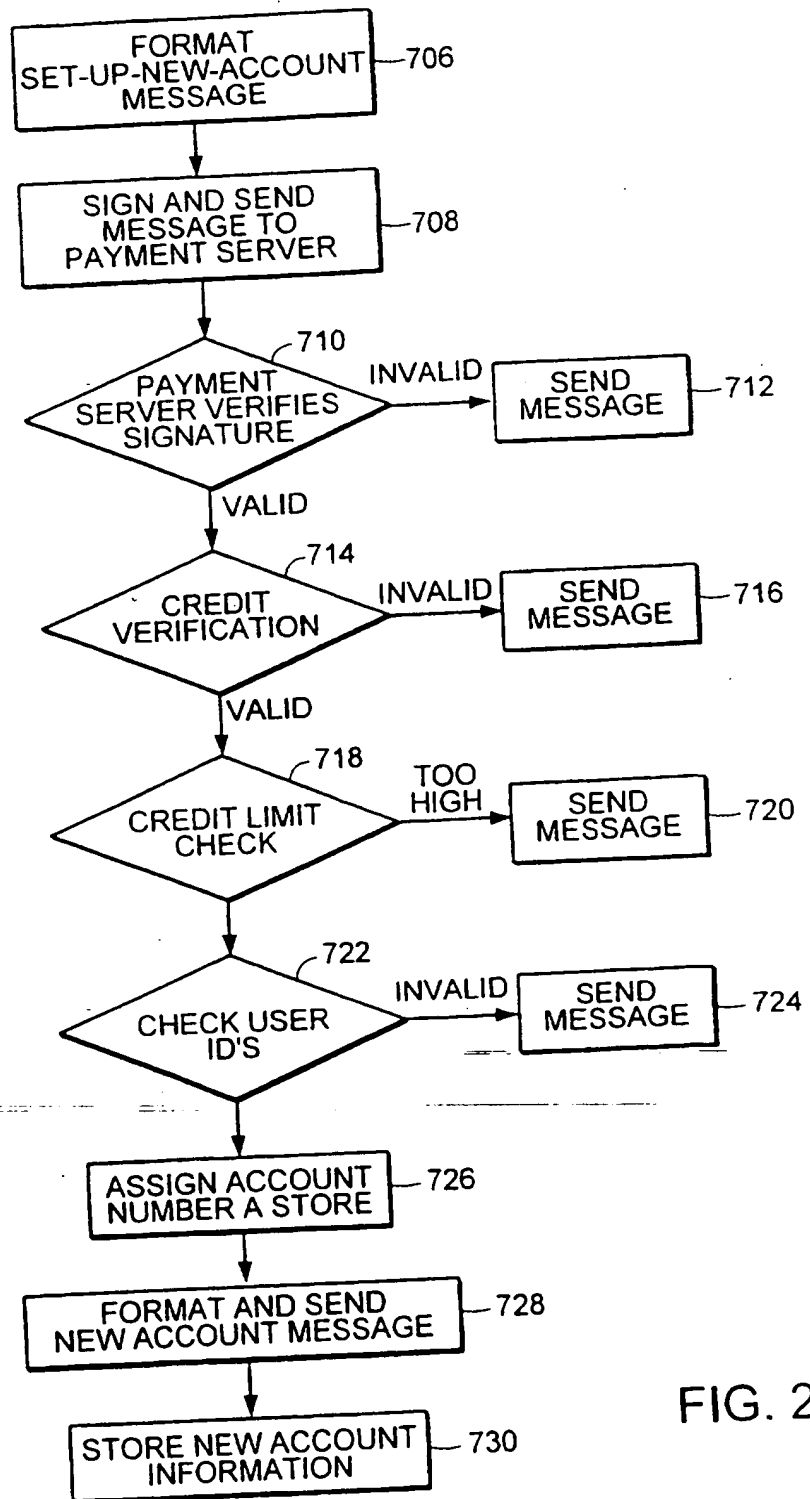 FORMAT
SET-UP-NEW-ACCOUNT
MESSAGE
706
SIGN AND SEND
MESSAGE TO
PAYMENT SERVER
708
710
PAYMENT
SERVER VERIFIES
SIGNATURE
INVALID
SEND
MESSAGE
712
VALID
714
CREDIT
VERIFICATION
INVALID
SEND
MESSAGE
716
VALID
718
CREDIT LIMIT
CHECK
TOO
HIGH
SEND
MESSAGE
720
722
CHECK USER
ID'S
INVALID
SEND
MESSAGE
724
ASSIGN ACCOUNT
NUMBER A STORE
726
FORMAT AND SEND
NEW ACCOUNT MESSAGE
728
STORE NEW ACCOUNT
INFORMATION
730
FIG. 2